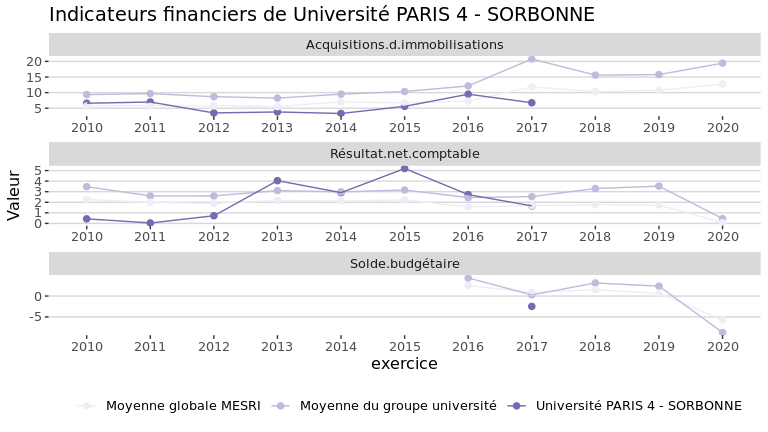 Indicateurs financiers de Université PARIS 4 - SORBONNE
Acquisitions.d.immobilisations
20
15
10
5
2010 2011 2012 2013 2014 2015 2016 2017 2018 2019 2020
Résultat.net.comptable
5
4
3
2
1
0
2010 2011 2012 2013 2014 2015 2016 2017 2018 2019 2020
Valeur
Solde.budgétaire
0
-5
2010 2011 2012 2013 2014 2015 2016 2017 2018 2019 2020
exercice
Moyenne globale MESRI Moyenne du groupe université Université PARIS 4 - SORBONNE